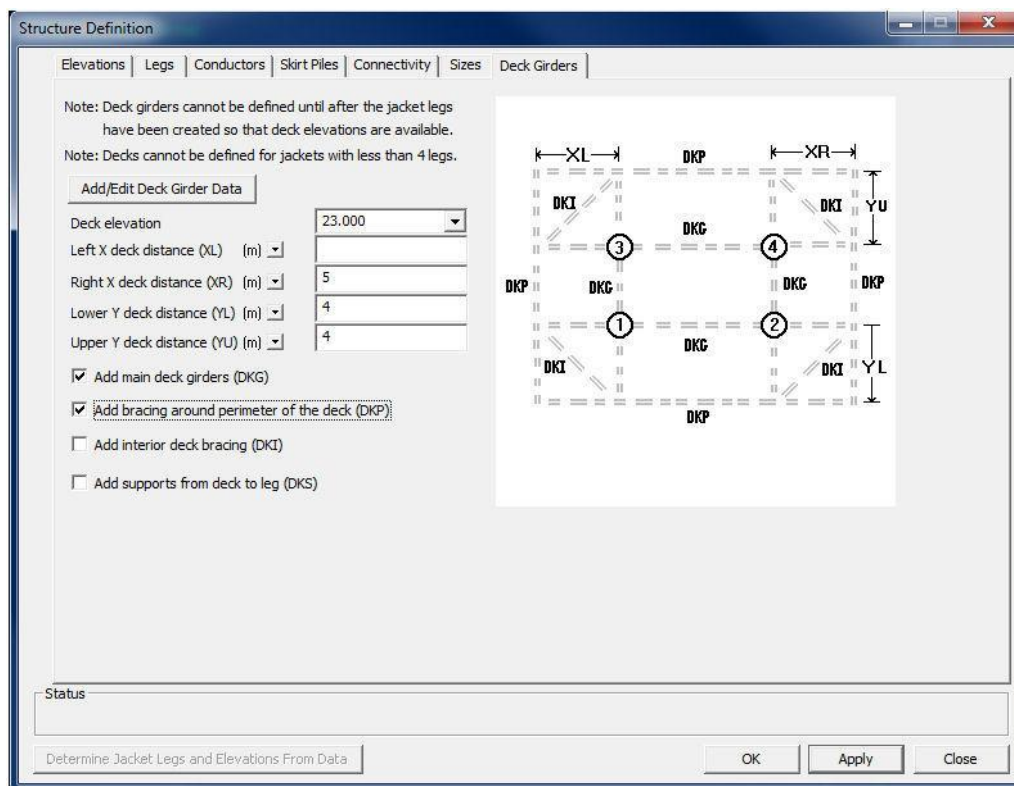 Structure Definition
Elevations Legs Conductors Skirt Piles Connectivity Sizes Deck Girders
Note: Deck girders cannot be defined until after the jacket legs
have been created so that deck elevations are available.
Note: Decks cannot be defined for jackets with less than 4 legs.
Add/Edit Deck Girder Data
Deck elevation 23.000
Left X deck distance (XL) (m)
Right X deck distance (XR) (m) 5
Lower Y deck distance (YL) (m) 4
Upper Y deck distance (YU) (m) 4
Add main deck girders (DKG)
Add bracing around perimeter of the deck (DKP)
Add interior deck bracing (DKI)
Add supports from deck to leg (DKS)
XL DKP XR
DKI DKI YU
DKG
3 4
DKP DKG DKG DKP
1 2
DKG
DKI DKI YL
DKP
Status
Determine Jacket Legs and Elevations From Data OK Apply Close